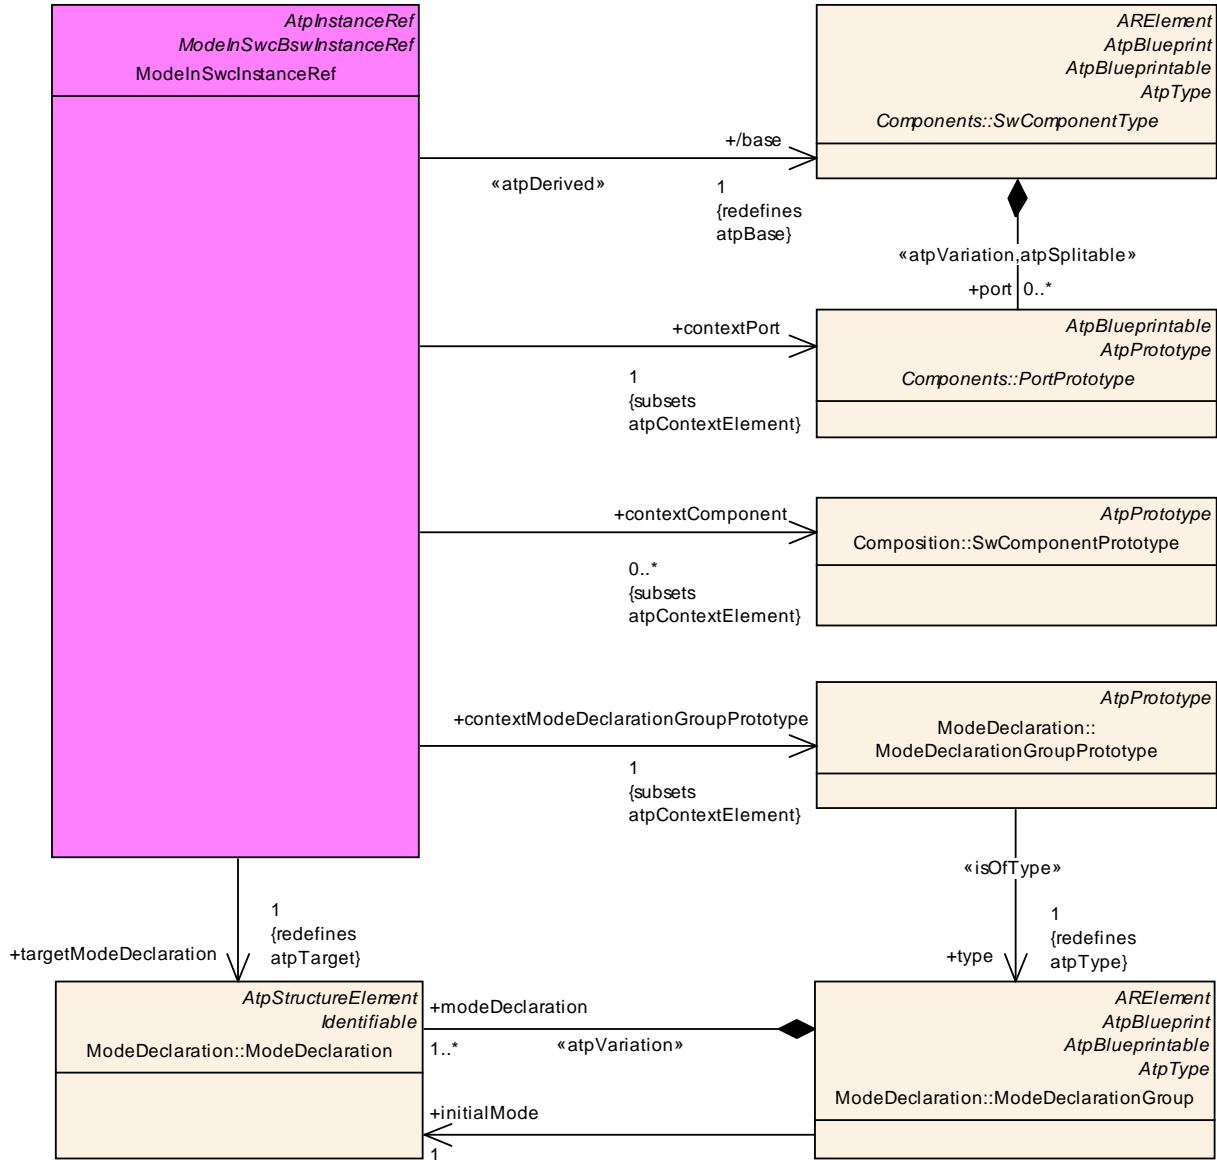 AtpInstanceRef
ModeInSwcBswInstanceRef
ModeInSwcInstanceRef
ARElement
AtpBlueprint
AtpBlueprintable
AtpType
Components::SwComponentType
+/base
«atpDerived»
1
{redefines
atpBase}
«atpVariation,atpSplitable»
+port
0..*
AtpBlueprintable
AtpPrototype
Components::PortPrototype
+contextPort
1
{subsets
atpContextElement}
+contextComponent
0..*
{subsets
atpContextElement}
AtpPrototype
Composition::SwComponentPrototype
+contextModeDeclarationGroupPrototype
1
{subsets
atpContextElement}
AtpPrototype
ModeDeclaration::
ModeDeclarationGroupPrototype
«isOfType»
+type
1
{redefines
atpType}
+targetModeDeclaration
1
{redefines
atpTarget}
AtpStructureElement
Identifiable
ModeDeclaration::ModeDeclaration
+modeDeclaration
1..*
«atpVariation»
+initialMode
1
ARElement
AtpBlueprint
AtpBlueprintable
AtpType
ModeDeclaration::ModeDeclarationGroup